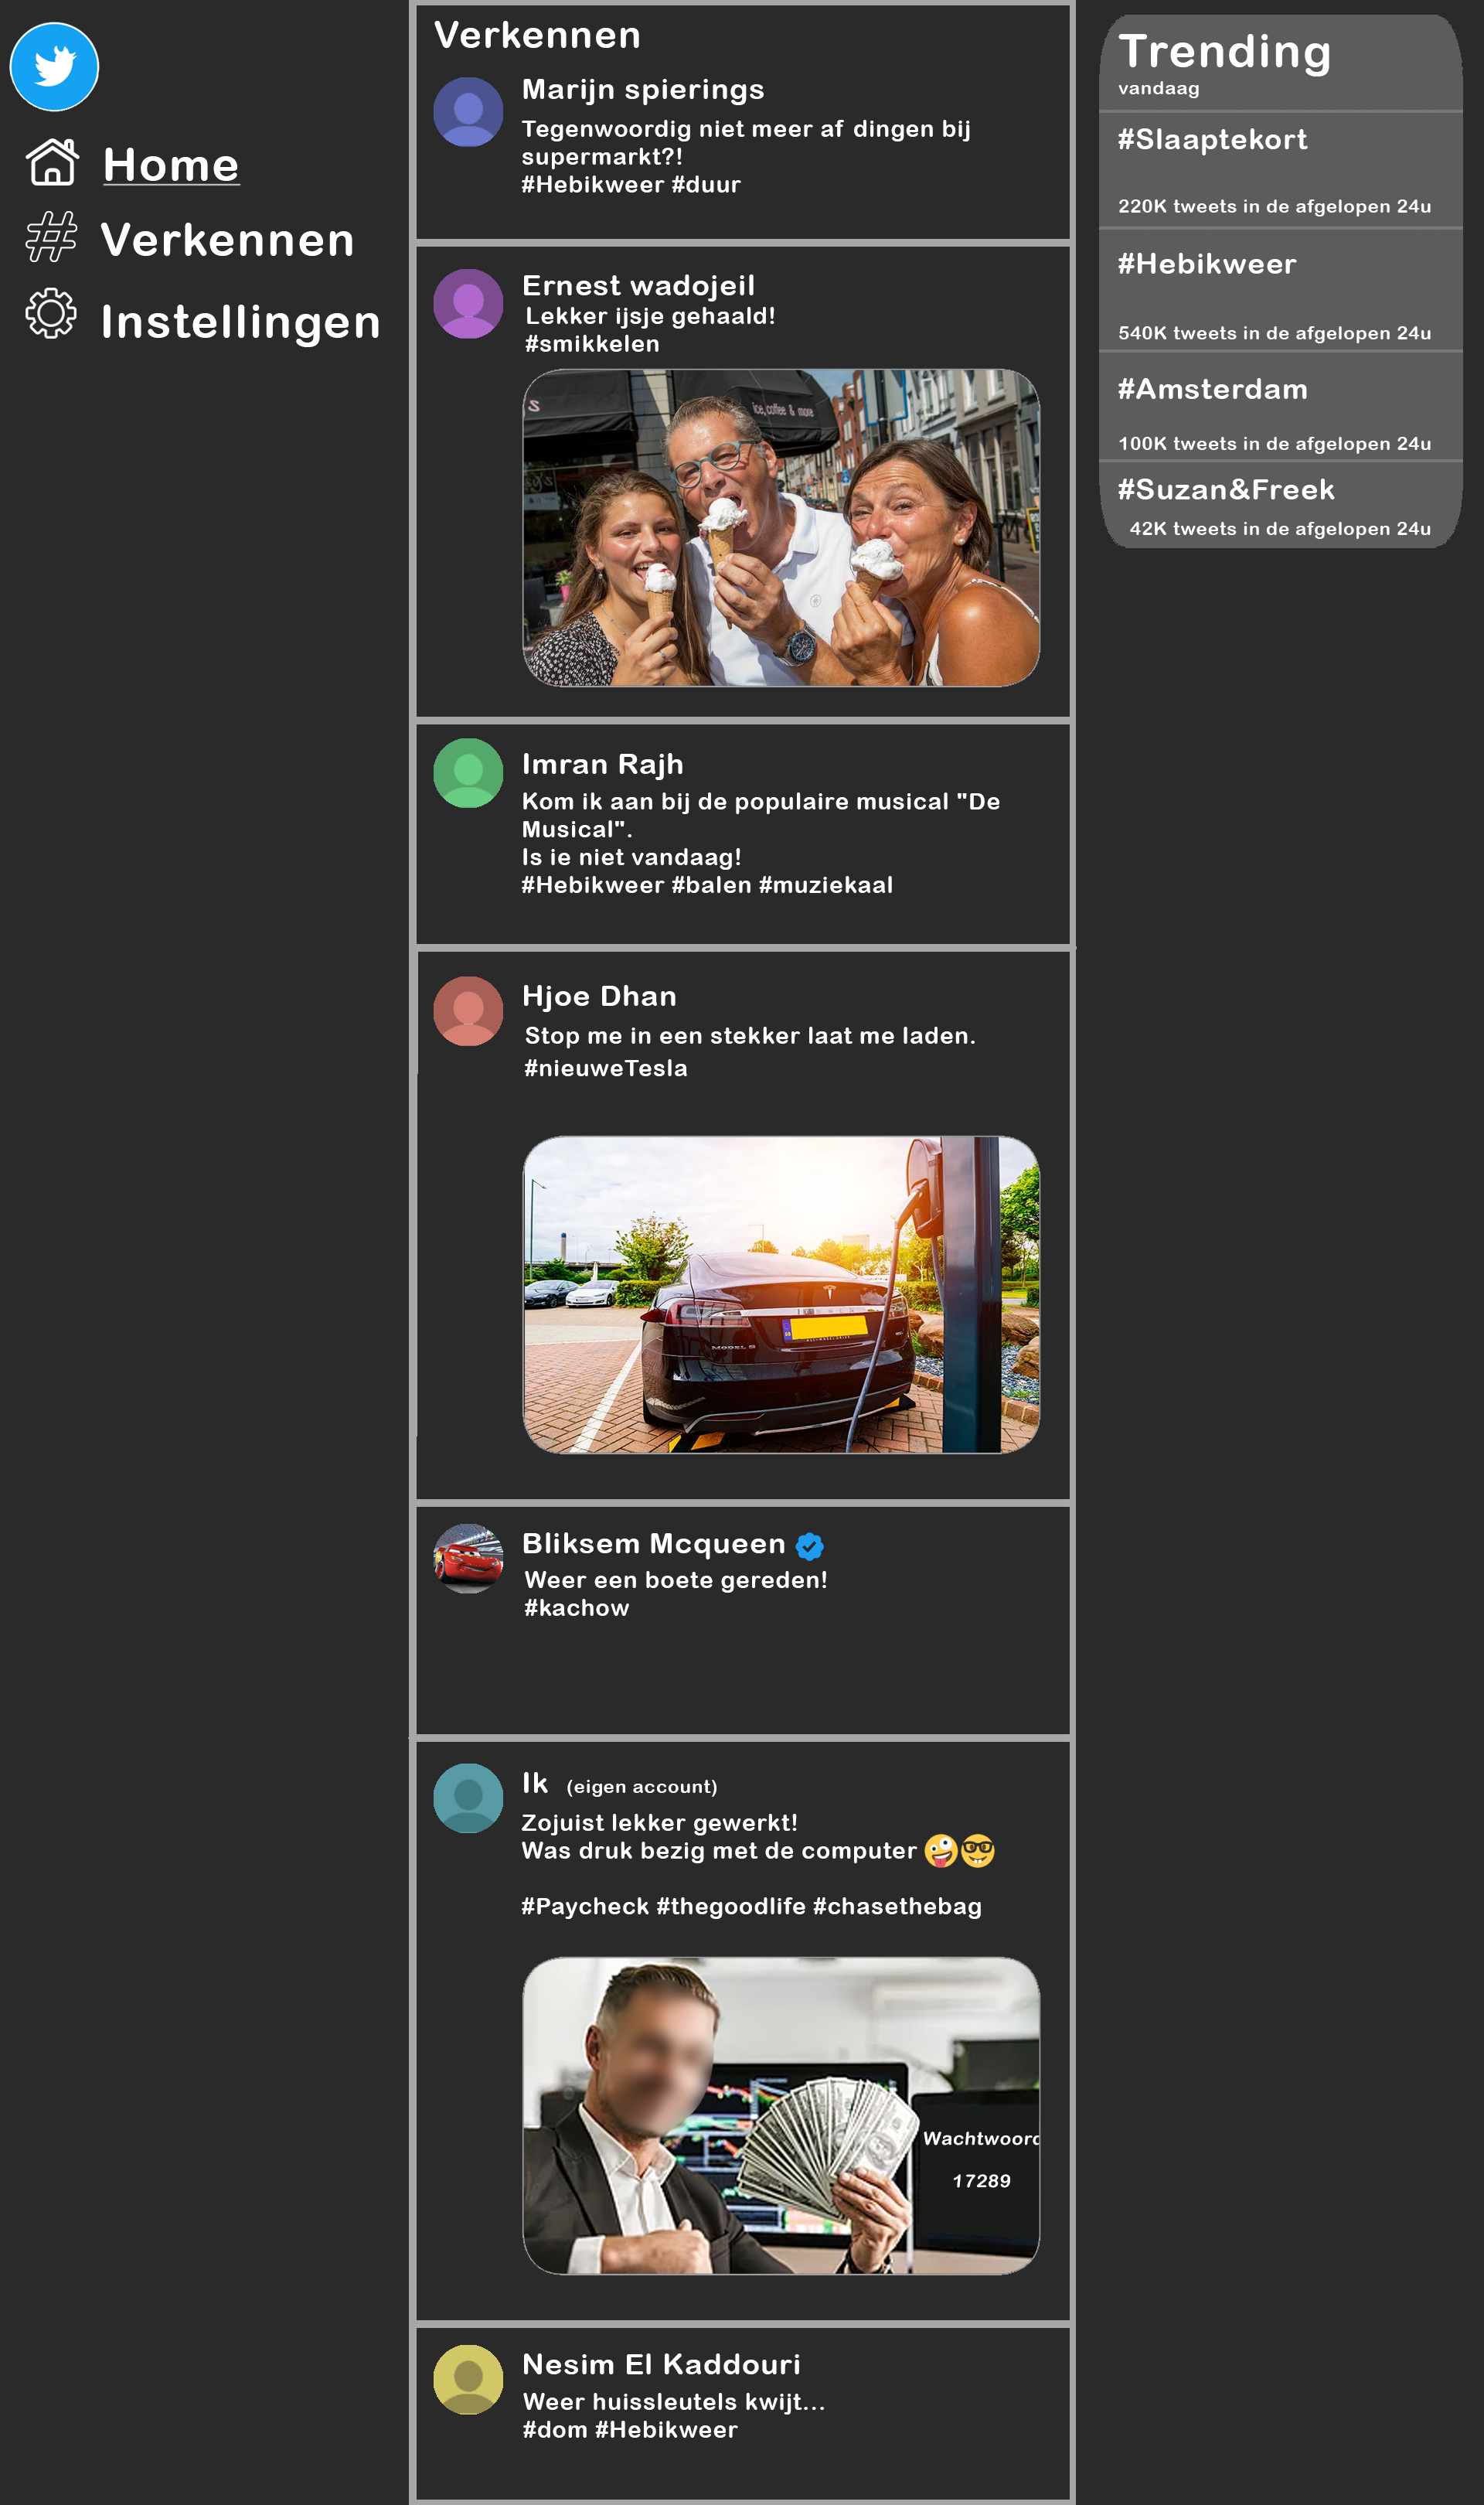 Home
Verkennen
Instellingen
Verkennen
Marijn spierings
Tegenwoordig niet meer af dingen bij
supermarkt?!
#Hebikweer #duur
Ernest wadojeil
Lekker ijsje gehaald!
#smikkelen
S
ice,coffee & more
Imran Rajh
Kom ik aan bij de populaire musical "De
Musical".
Is ie niet vandaag!
#Hebikweer #balen #muziekaal
Hjoe Dhan
Stop me in een stekker laat me laden.
#nieuweTesla
MODEL S
Bliksem Mcqueen
Weer een boete gereden!
#kachow
Ik (eigen account)
Zojuist lekker gewerkt!
Was druk bezig met de computer 🤪🤓
#Paycheck #thegoodlife #chasethebag
Wachtwoord
17289
Nesim El Kaddouri
Weer huissleutels kwijt...
#dom #Hebikweer
Trending
vandaag
#Slaaptekort
220K tweets in de afgelopen 24u
#Hebikweer
540K tweets in de afgelopen 24u
#Amsterdam
100K tweets in de afgelopen 24u
#Suzan&Freek
42K tweets in de afgelopen 24u